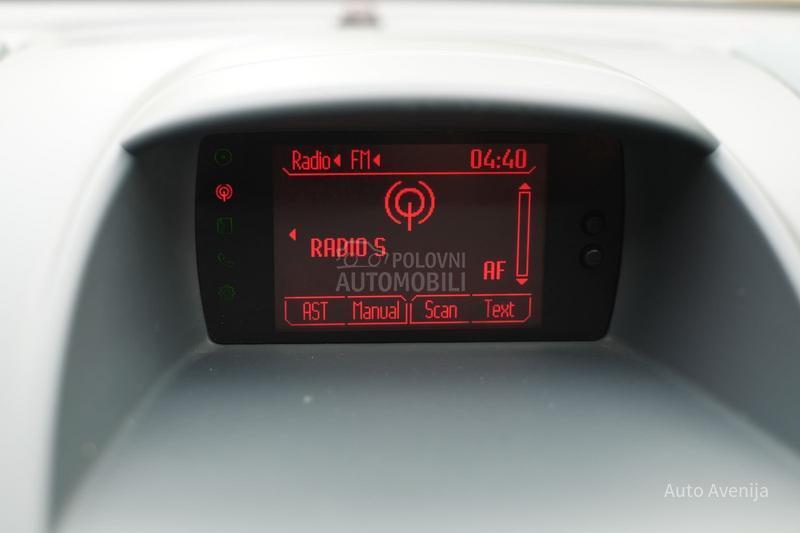 Radio FM 04:40
RADIO S
POLOVNI
AUTOMOBILI
AF
AST Manual Scan Text
Auto Avenija